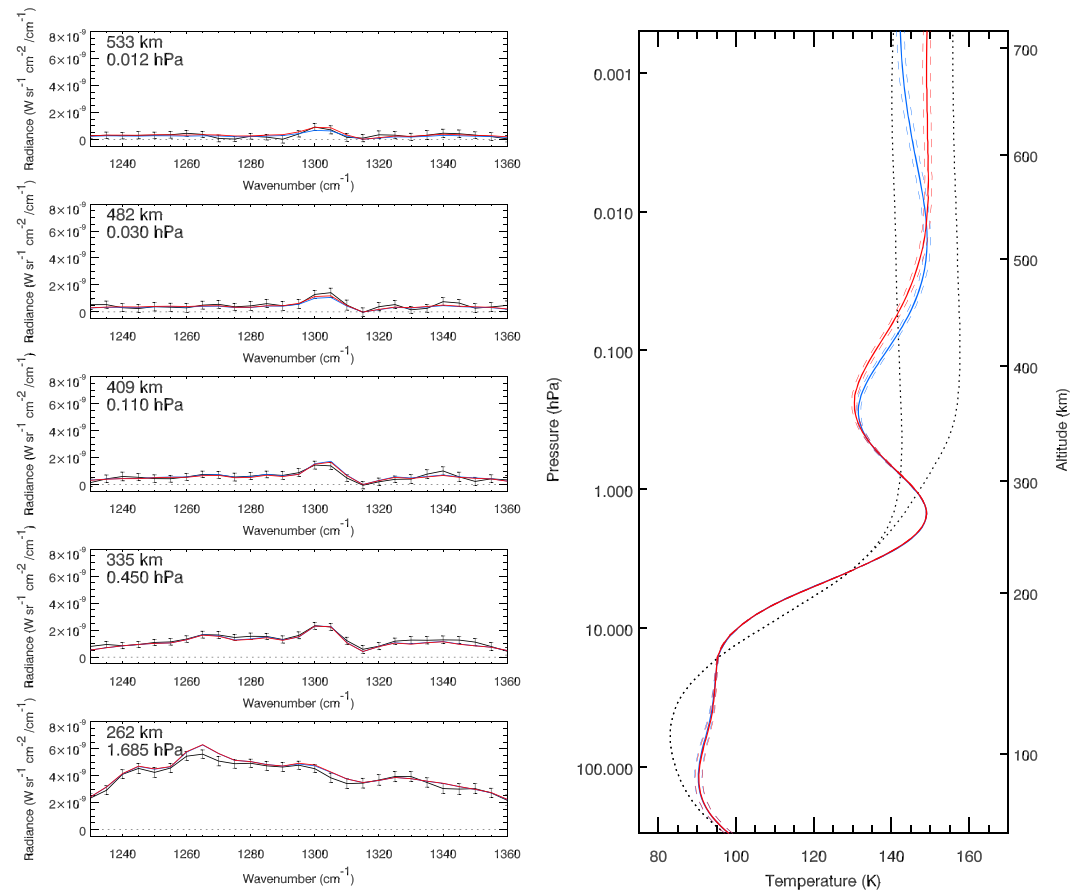 533 km
0.012 hPa
8×10⁻⁹
6×10⁻⁹
4×10⁻⁹
2×10⁻⁹
0
1240 1260 1280 1300 1320 1340 1360
Wavenumber (cm⁻¹)
Radiance (W sr⁻¹ cm⁻² /cm⁻¹)
482 km
0.030 hPa
8×10⁻⁹
6×10⁻⁹
4×10⁻⁹
2×10⁻⁹
0
1240 1260 1280 1300 1320 1340 1360
Wavenumber (cm⁻¹)
Radiance (W sr⁻¹ cm⁻² /cm⁻¹)
409 km
0.110 hPa
8×10⁻⁹
6×10⁻⁹
4×10⁻⁹
2×10⁻⁹
0
1240 1260 1280 1300 1320 1340 1360
Wavenumber (cm⁻¹)
Radiance (W sr⁻¹ cm⁻² /cm⁻¹)
335 km
0.450 hPa
8×10⁻⁹
6×10⁻⁹
4×10⁻⁹
2×10⁻⁹
0
1240 1260 1280 1300 1320 1340 1360
Wavenumber (cm⁻¹)
Radiance (W sr⁻¹ cm⁻² /cm⁻¹)
262 km
1.685 hPa
8×10⁻⁹
6×10⁻⁹
4×10⁻⁹
2×10⁻⁹
0
1240 1260 1280 1300 1320 1340 1360
Wavenumber (cm⁻¹)
Radiance (W sr⁻¹ cm⁻² /cm⁻¹)
Pressure (hPa)
0.001
0.010
0.100
1.000
10.000
100.000
80 100 120 140 160
Temperature (K)
700
600
500
400
300
200
100
Altitude (km)